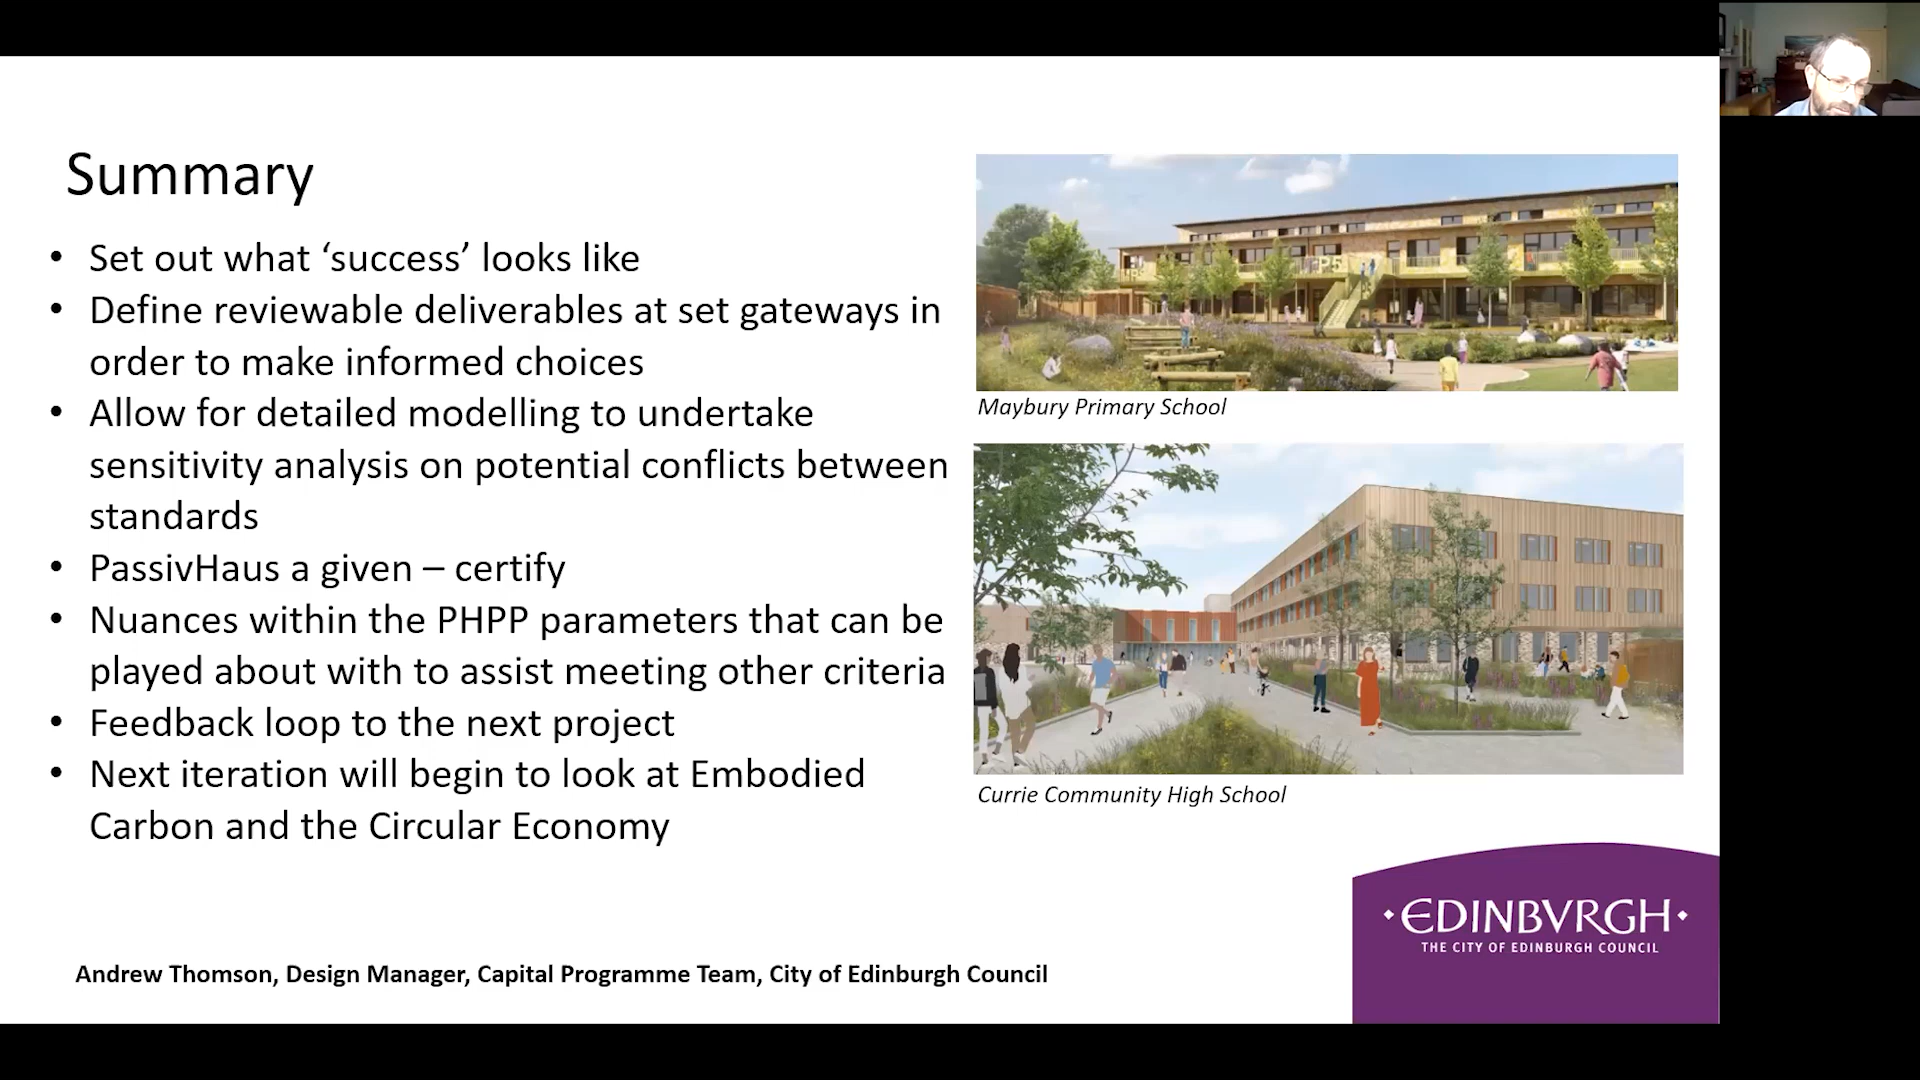 Summary
• Set out what ‘success’ looks like
• Define reviewable deliverables at set gateways in
order to make informed choices
• Allow for detailed modelling to undertake
sensitivity analysis on potential conflicts between
standards
• PassivHaus a given – certify
• Nuances within the PHPP parameters that can be
played about with to assist meeting other criteria
• Feedback loop to the next project
• Next iteration will begin to look at Embodied
Carbon and the Circular Economy
P5
Maybury Primary School
Currie Community High School
Andrew Thomson, Design Manager, Capital Programme Team, City of Edinburgh Council
•EDINBVRGH•
THE CITY OF EDINBURGH COUNCIL